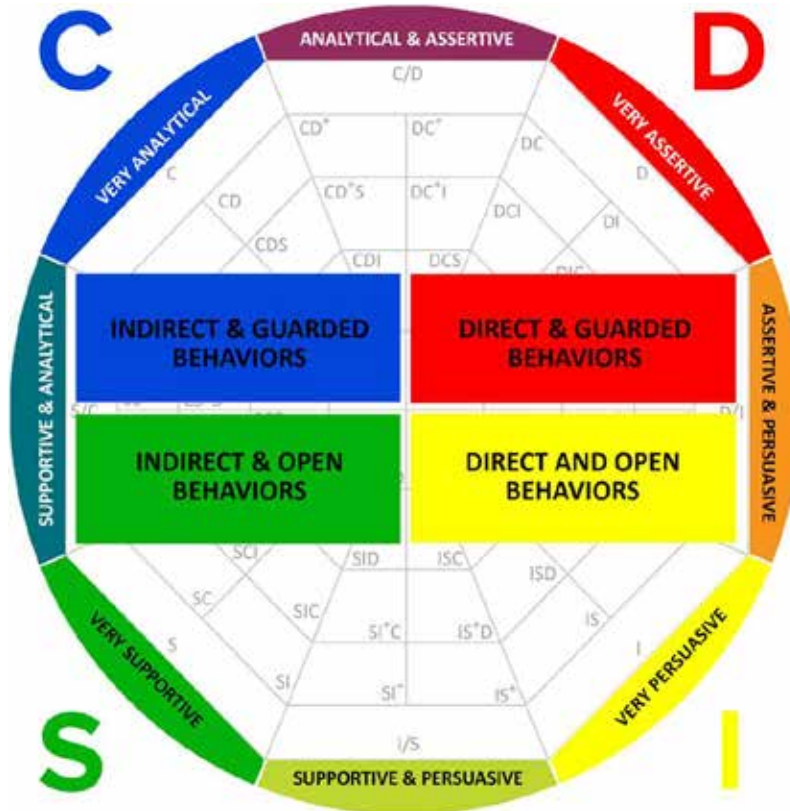 C
D
ANALYTICAL & ASSERTIVE
C/D
VERY ANALYTICAL
VERY ASSERTIVE
CD⁺
DC⁺
DC
C
D
CD
CD⁺S
DC⁺I
DCI
DI
CDS
CDI
DCS
DIC
INDIRECT & GUARDED
BEHAVIORS
DIRECT & GUARDED
BEHAVIORS
SUPPORTIVE & ANALYTICAL
ASSERTIVE & PERSUASIVE
S/C
D/I
INDIRECT & OPEN
BEHAVIORS
DIRECT AND OPEN
BEHAVIORS
SCI
SID
ISC
ISD
SC
SIC
IS
SI⁺C
IS⁺D
S
I
SI
SI⁺
IS⁺
VERY SUPPORTIVE
VERY PERSUASIVE
I/S
SUPPORTIVE & PERSUASIVE
S
I